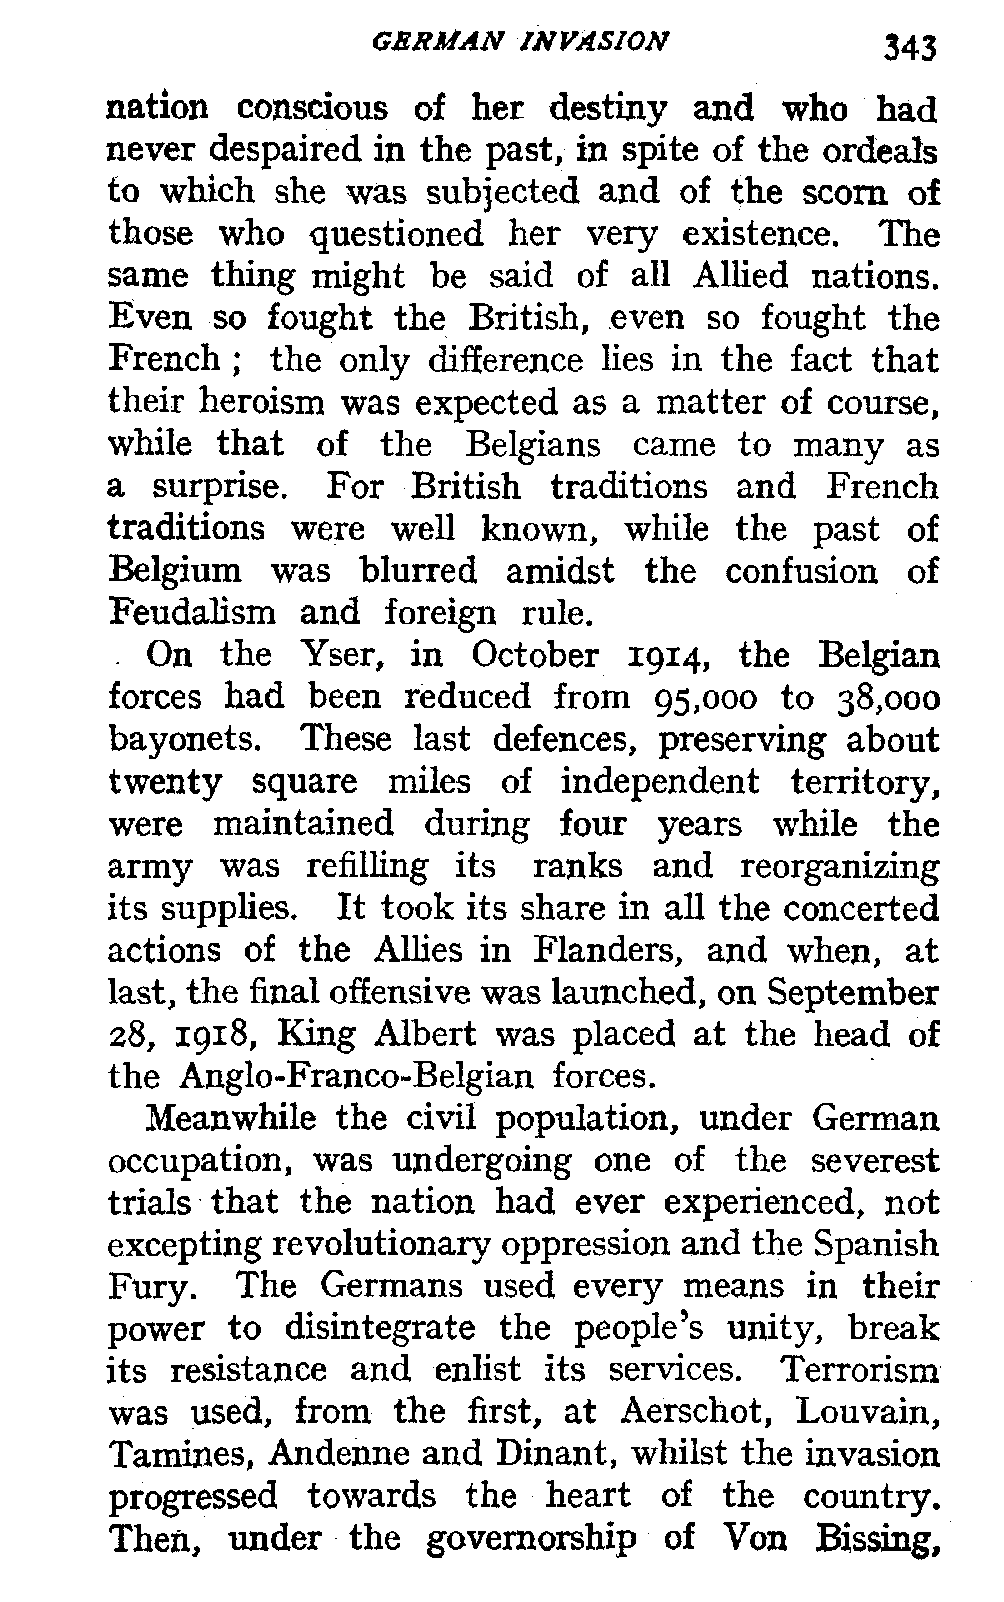 GERMAN INVASION 343
nation conscious of her destiny and who had
never despaired in the past, in spite of the ordeals
to which she was subjected and of the scorn of
those who questioned her very existence. The
same thing might be said of all Allied nations.
Even so fought the British, even so fought the
French ; the only difference lies in the fact that
their heroism was expected as a matter of course,
while that of the Belgians came to many as
a surprise. For British traditions and French
traditions were well known, while the past of
Belgium was blurred amidst the confusion of
Feudalism and foreign rule.
On the Yser, in October 1914, the Belgian
forces had been reduced from 95,000 to 38,000
bayonets. These last defences, preserving about
twenty square miles of independent territory,
were maintained during four years while the
army was refilling its ranks and reorganizing
its supplies. It took its share in all the concerted
actions of the Allies in Flanders, and when, at
last, the final offensive was launched, on September
28, 1918, King Albert was placed at the head of
the Anglo-Franco-Belgian forces.
Meanwhile the civil population, under German
occupation, was undergoing one of the severest
trials that the nation had ever experienced, not
excepting revolutionary oppression and the Spanish
Fury. The Germans used every means in their
power to disintegrate the people's unity, break
its resistance and enlist its services. Terrorism
was used, from the first, at Aerschot, Louvain,
Tamines, Andenne and Dinant, whilst the invasion
progressed towards the heart of the country.
Then, under the governorship of Von Bissing,